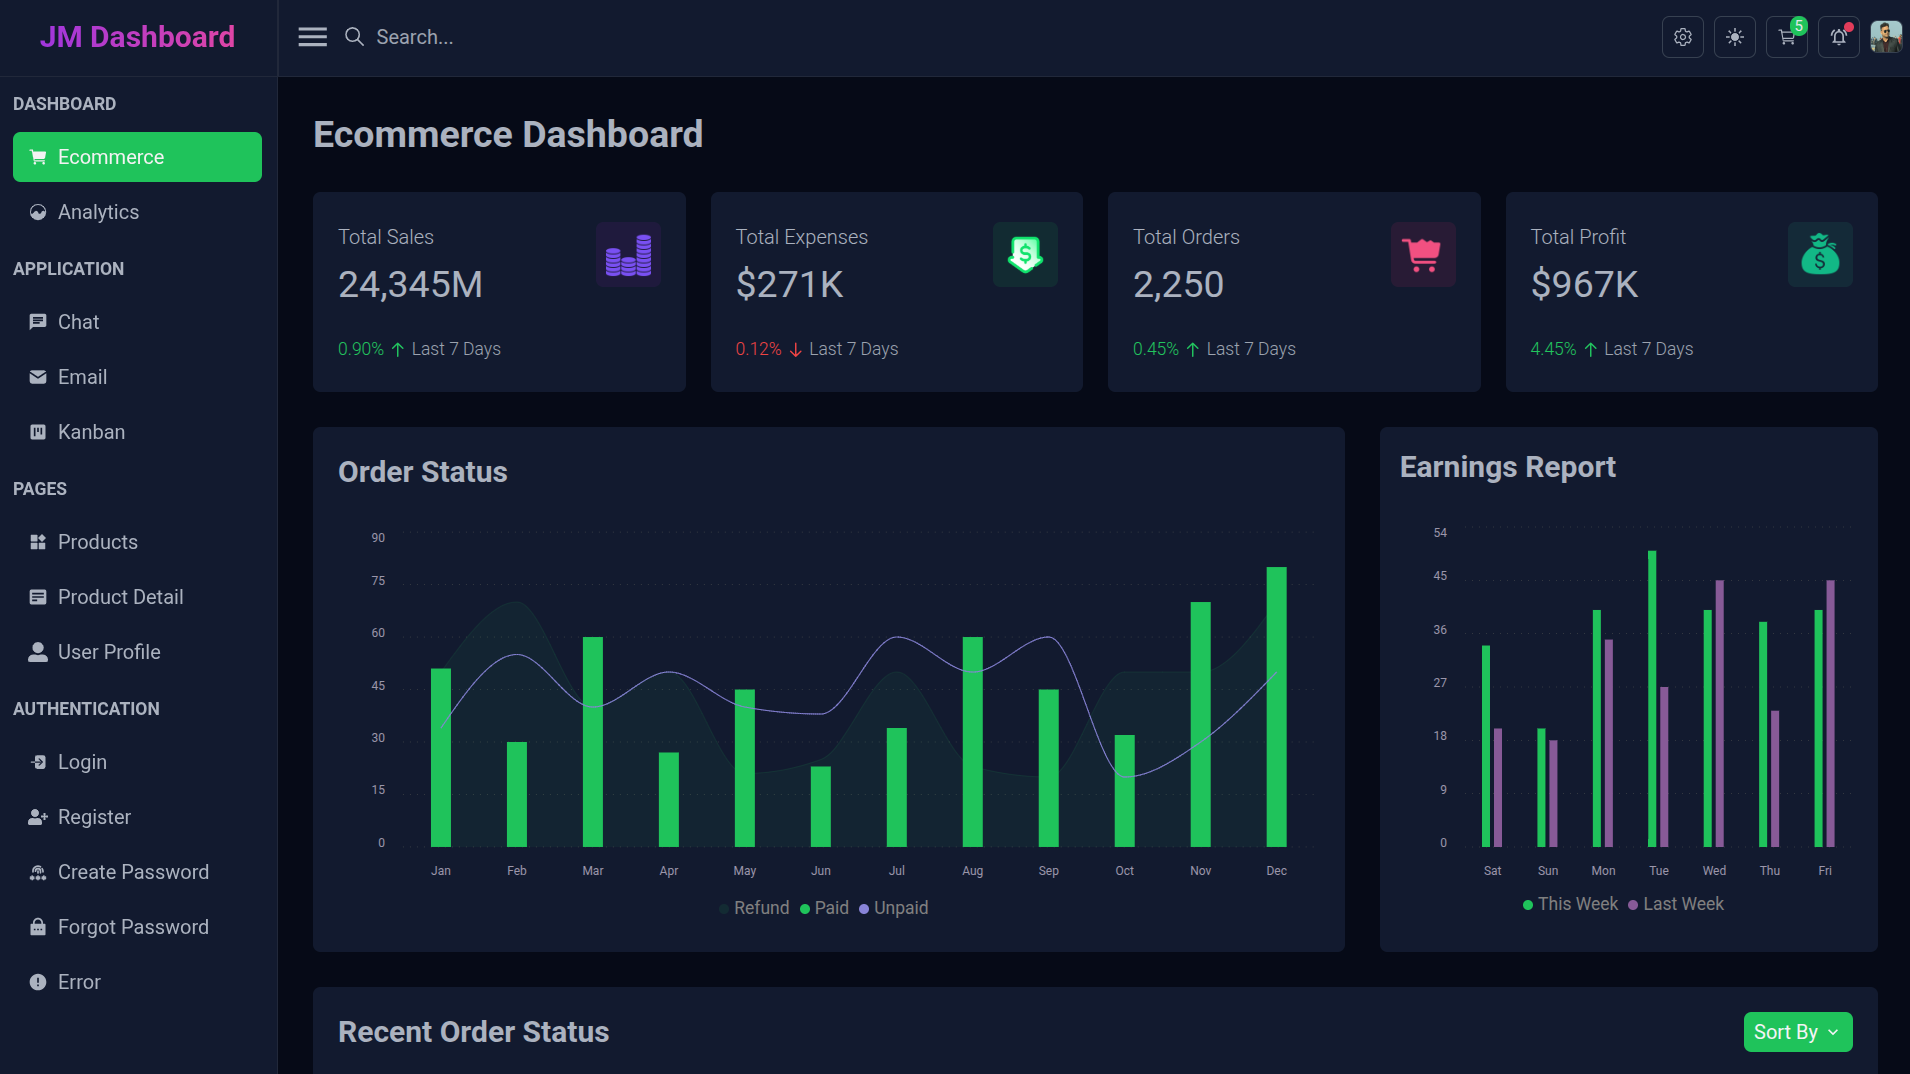 JM Dashboard
Search...
5
DASHBOARD
Ecommerce
Analytics
APPLICATION
Chat
Email
Kanban
PAGES
Products
Product Detail
User Profile
AUTHENTICATION
Login
Register
Create Password
Forgot Password
Error
Ecommerce Dashboard
Total Sales
24,345M
0.90% Last 7 Days
Total Expenses
$271K
0.12% Last 7 Days
Total Orders
2,250
0.45% Last 7 Days
Total Profit
$967K
4.45% Last 7 Days
Order Status
90
75
60
45
30
15
0
Jan Feb Mar Apr May Jun Jul Aug Sep Oct Nov Dec
Refund Paid Unpaid
Earnings Report
54
45
36
27
18
9
0
Sat Sun Mon Tue Wed Thu Fri
This Week Last Week
Recent Order Status
Sort By